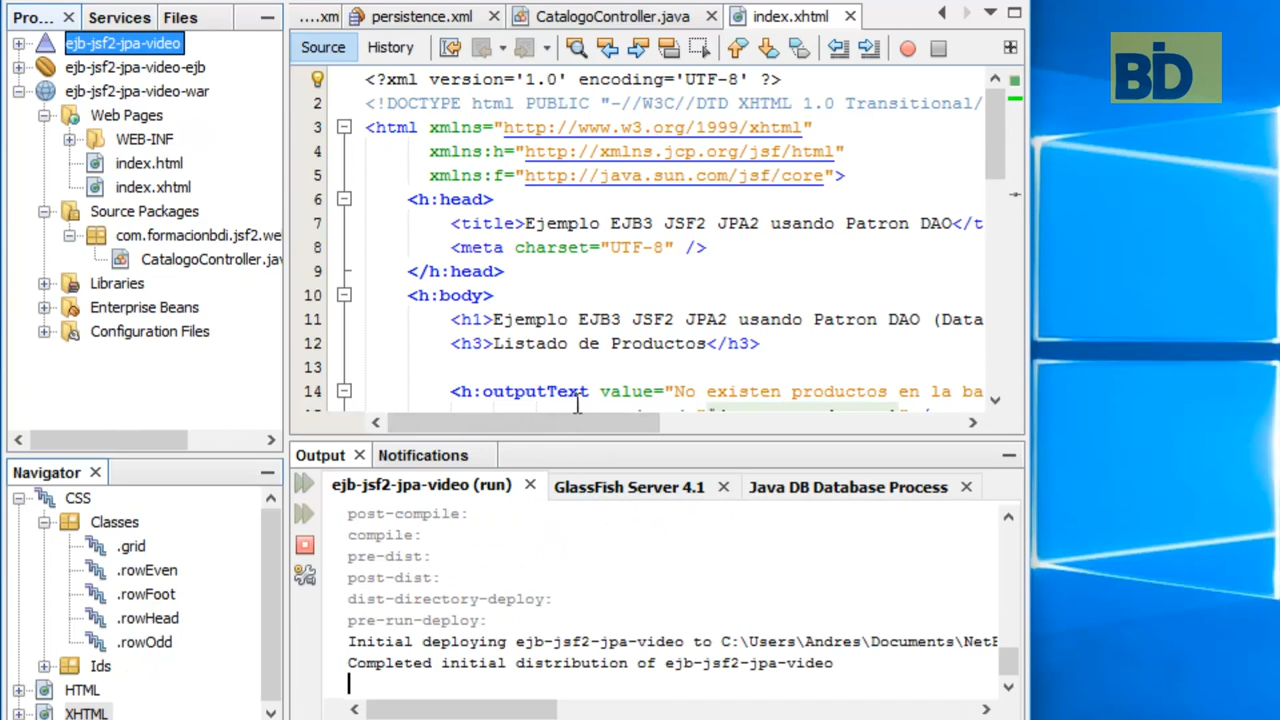 Pro...
Services
Files
ejb-jsf2-jpa-video
ejb-jsf2-jpa-video-ejb
ejb-jsf2-jpa-video-war
Web Pages
WEB-INF
index.html
index.xhtml
Source Packages
com.formacionbdi.jsf2.we
CatalogoController.jav
Libraries
Enterprise Beans
Configuration Files
Navigator
CSS
Classes
.grid
.rowEven
.rowFoot
.rowHead
.rowOdd
Ids
HTML
XHTML
....xm
persistence.xml
CatalogoController.java
index.xhtml
Source
History
<?xml version='1.0' encoding='UTF-8' ?>
2 <!DOCTYPE html PUBLIC "-//W3C//DTD XHTML 1.0 Transitional/
3 <html xmlns="http://www.w3.org/1999/xhtml"
4 xmlns:h="http://xmlns.jcp.org/jsf/html"
5 xmlns:f="http://java.sun.com/jsf/core">
6 <h:head>
7 <title>Ejemplo EJB3 JSF2 JPA2 usando Patron DAO</t
8 <meta charset="UTF-8" />
9 </h:head>
10 <h:body>
11 <h1>Ejemplo EJB3 JSF2 JPA2 usando Patron DAO (Data
12 <h3>Listado de Productos</h3>
13
14 <h:outputText value="No existen productos en la ba
Output
Notifications
ejb-jsf2-jpa-video (run)
GlassFish Server 4.1
Java DB Database Process
post-compile:
compile:
pre-dist:
post-dist:
dist-directory-deploy:
pre-run-deploy:
Initial deploying ejb-jsf2-jpa-video to C:\Users\Andres\Documents\NetB
Completed initial distribution of ejb-jsf2-jpa-video
BDI